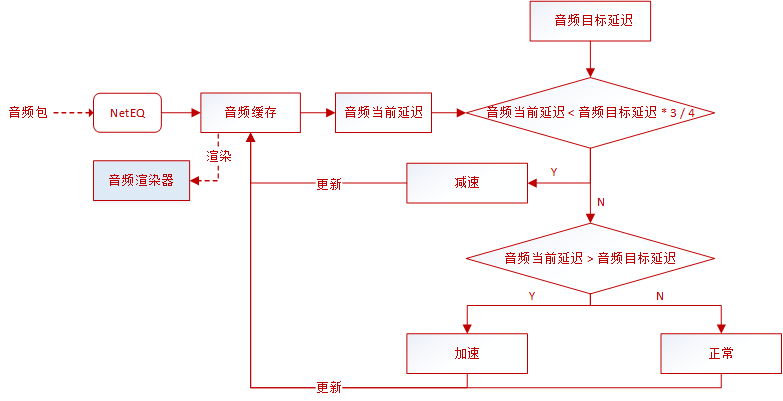 音频目标延迟
音频包
NetEQ
音频缓存
音频当前延迟
音频当前延迟 < 音频目标延迟 * 3 / 4
渲染
音频渲染器
更新
减速
Y
N
音频当前延迟 > 音频目标延迟
Y
N
加速
正常
更新